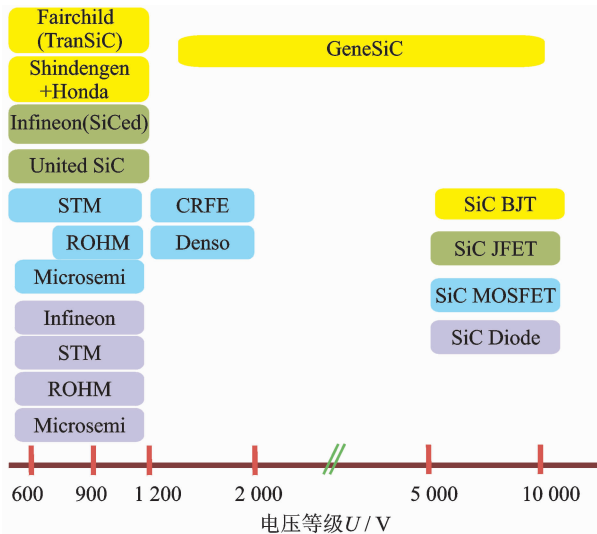 Fairchild
(TranSiC)
GeneSiC
Shindengen
+Honda
Infineon(SiCed)
United SiC
STM
CRFE
SiC BJT
ROHM
Denso
SiC JFET
Microsemi
SiC MOSFET
Infineon
SiC Diode
STM
ROHM
Microsemi
600
900
1 200
2 000
5 000
10 000
电压等级U / V